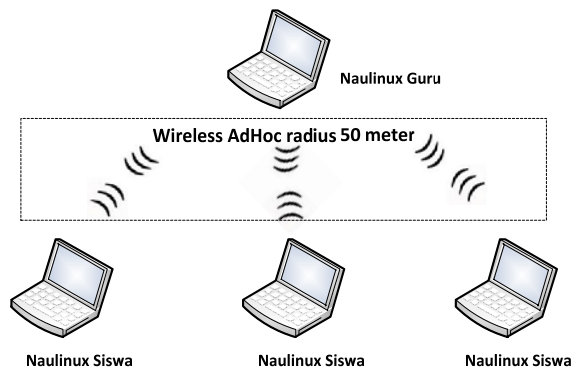 Naulinux Guru
Wireless AdHoc radius 50 meter
Naulinux Siswa
Naulinux Siswa
Naulinux Siswa